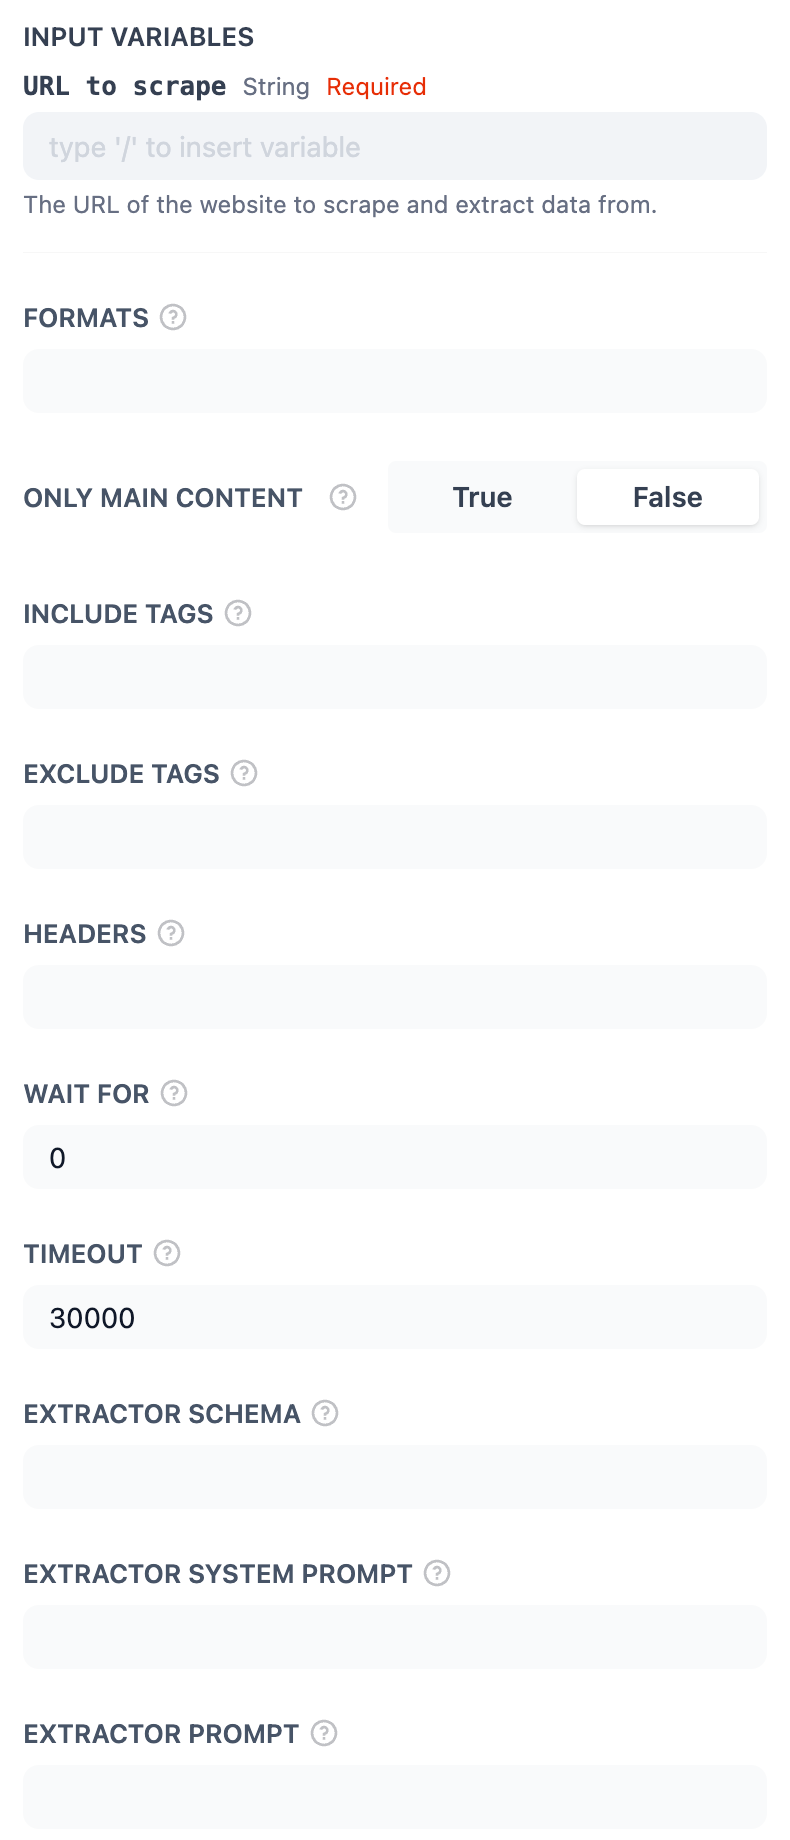 INPUT VARIABLES
URL to scrape String Required
type '/' to insert variable
The URL of the website to scrape and extract data from.
FORMATS ?
ONLY MAIN CONTENT ? True False
INCLUDE TAGS ?
EXCLUDE TAGS ?
HEADERS ?
WAIT FOR ?
0
TIMEOUT ?
30000
EXTRACTOR SCHEMA ?
EXTRACTOR SYSTEM PROMPT ?
EXTRACTOR PROMPT ?